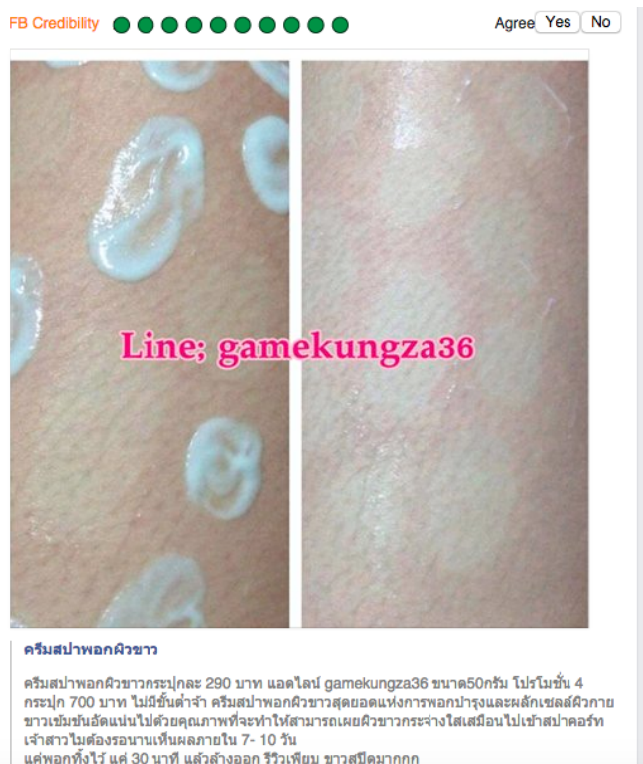 FB Credibility
Agree Yes No
Line; gamekungza36
ครีมสปาพอกผิวขาว
ครีมสปาพอกผิวขาวกระปุกละ 290 บาท แอดไลน์ gamekungza36 ขนาด50กรัม โปรโมชั่น 4
กระปุก 700 บาท ไม่มีขั้นต่ำจ้า ครีมสปาพอกผิวขาวสุดยอดแห่งการพอกบำรุงและผลักเซลล์ผิวกาย
ขาวเข้มข้นอัดแน่นไปด้วยคุณภาพที่จะทำให้สามารถเผยผิวขาวกระจ่างใสเสมือนไปเข้าสปาคอร์ท
เจ้าสาวไม่ต้องรอนานเห็นผลภายใน 7- 10 วัน
แค่พอกทิ้งไว้ แค่ 30 นาที แล้วล้างออก รีวิวเพียบ ขาวสปีดมากกก